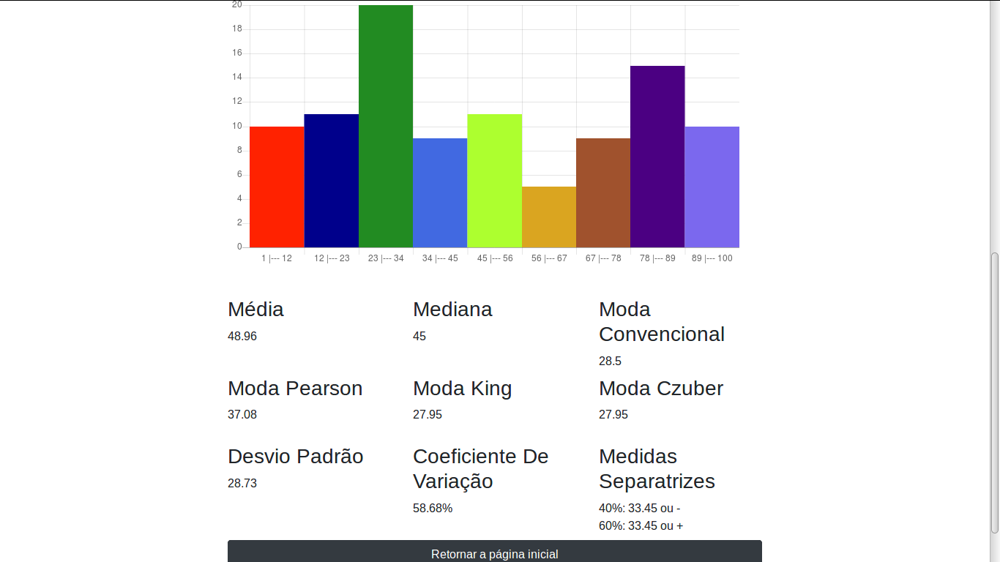 20
18
16
14
12
10
8
6
4
2
0
1 |--- 12 12 |--- 23 23 |--- 34 34 |--- 45 45 |--- 56 56 |--- 67 67 |--- 78 78 |--- 89 89 |--- 100
Média
48.96
Mediana
45
Moda
Convencional
28.5
Moda Pearson
37.08
Moda King
27.95
Moda Czuber
27.95
Desvio Padrão
28.73
Coeficiente De
Variação
58.68%
Medidas
Separatrizes
40%: 33.45 ou -
60%: 33.45 ou +
Retornar a página inicial